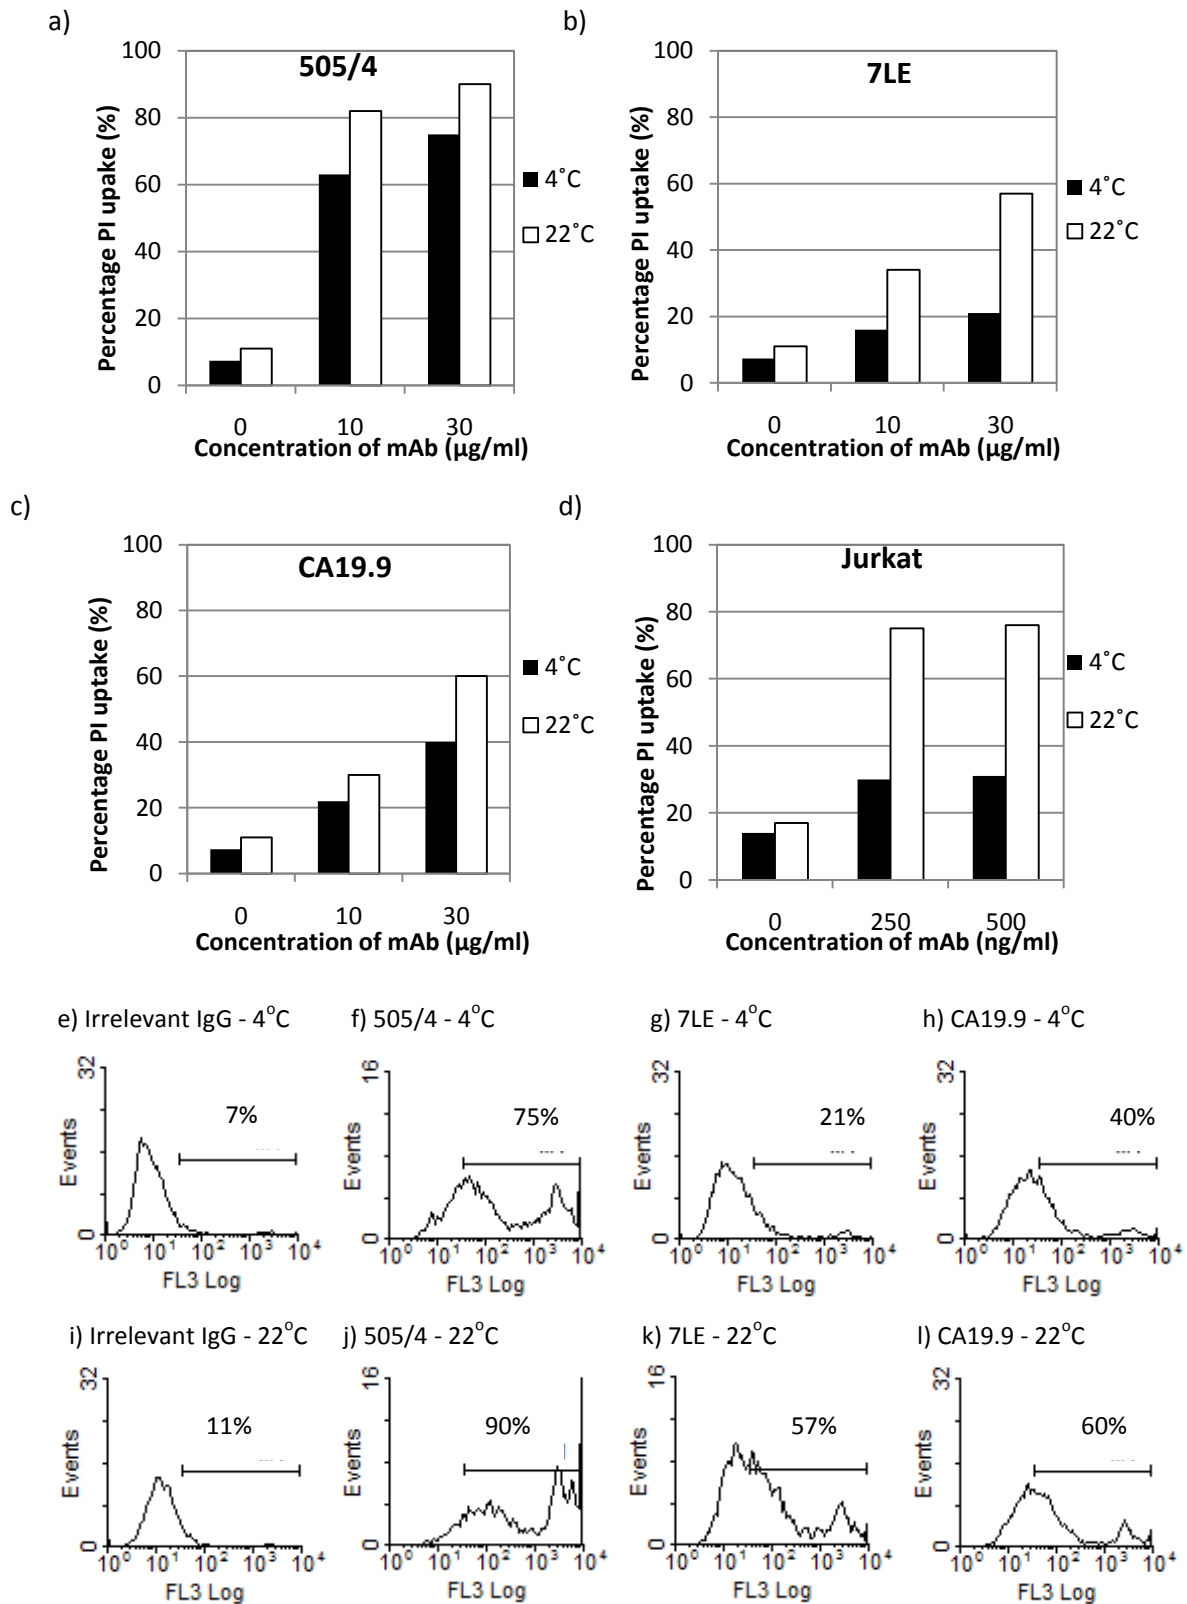 a)
505/4
100
80
60
40
20
0
Percentage PI upake (%)
0 10 30
Concentration of mAb (µg/ml)
4˚C
22˚C
b)
7LE
100
80
60
40
20
0
Percentage PI uptake (%)
0 10 30
Concentration of mAb (µg/ml)
4˚C
22˚C
c)
CA19.9
100
80
60
40
20
0
Percentage PI uptake (%)
0 10 30
Concentration of mAb (µg/ml)
4˚C
22˚C
d)
Jurkat
100
80
60
40
20
0
Percentage PI uptake (%)
0 250 500
Concentration of mAb (ng/ml)
4˚C
22˚C
e) Irrelevant IgG - 4°C
32
7%
Events
0
10⁰ 10¹ 10² 10³ 10⁴
FL3 Log
f) 505/4 - 4°C
16
75%
Events
0
10⁰ 10¹ 10² 10³ 10⁴
FL3 Log
g) 7LE - 4°C
32
21%
Events
0
10⁰ 10¹ 10² 10³ 10⁴
FL3 Log
h) CA19.9 - 4°C
32
40%
Events
0
10⁰ 10¹ 10² 10³ 10⁴
FL3 Log
i) Irrelevant IgG - 22°C
32
11%
Events
0
10⁰ 10¹ 10² 10³ 10⁴
FL3 Log
j) 505/4 - 22°C
16
90%
Events
0
10⁰ 10¹ 10² 10³ 10⁴
FL3 Log
k) 7LE - 22°C
16
57%
Events
0
10⁰ 10¹ 10² 10³ 10⁴
FL3 Log
l) CA19.9 - 22°C
32
60%
Events
0
10⁰ 10¹ 10² 10³ 10⁴
FL3 Log